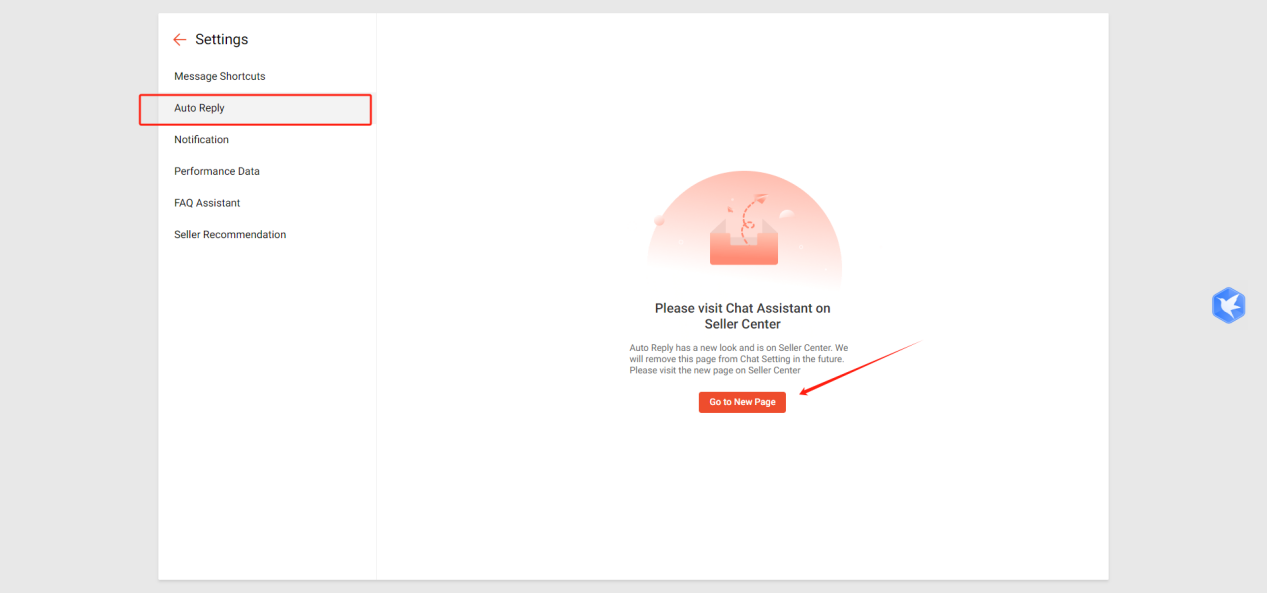 Settings
Message Shortcuts
Auto Reply
Notification
Performance Data
FAQ Assistant
Seller Recommendation
Please visit Chat Assistant on
Seller Center
Auto Reply has a new look and is on Seller Center. We
will remove this page from Chat Setting in the future.
Please visit the new page on Seller Center
Go to New Page